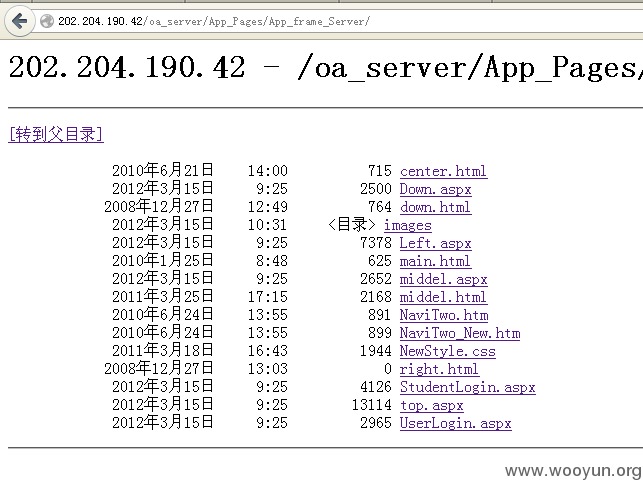 202.204.190.42/oa_server/App_Pages/App_frame_Server/
202.204.190.42 - /oa_server/App_Pages/
[转到父目录]
2010年6月21日 14:00 715 center.html
2012年3月15日 9:25 2500 Down.aspx
2008年12月27日 12:49 764 down.html
2012年3月15日 10:31 <目录> images
2012年3月15日 9:25 7378 Left.aspx
2010年1月25日 8:48 625 main.html
2012年3月15日 9:25 2652 middel.aspx
2011年3月25日 17:15 2168 middel.html
2010年6月24日 13:55 891 NaviTwo.htm
2010年6月24日 13:55 899 NaviTwo_New.htm
2011年3月18日 16:43 1944 NewStyle.css
2008年12月27日 13:03 0 right.html
2012年3月15日 9:25 4126 StudentLogin.aspx
2012年3月15日 9:25 13114 top.aspx
2012年3月15日 9:25 2965 UserLogin.aspx
www.wooyun.org